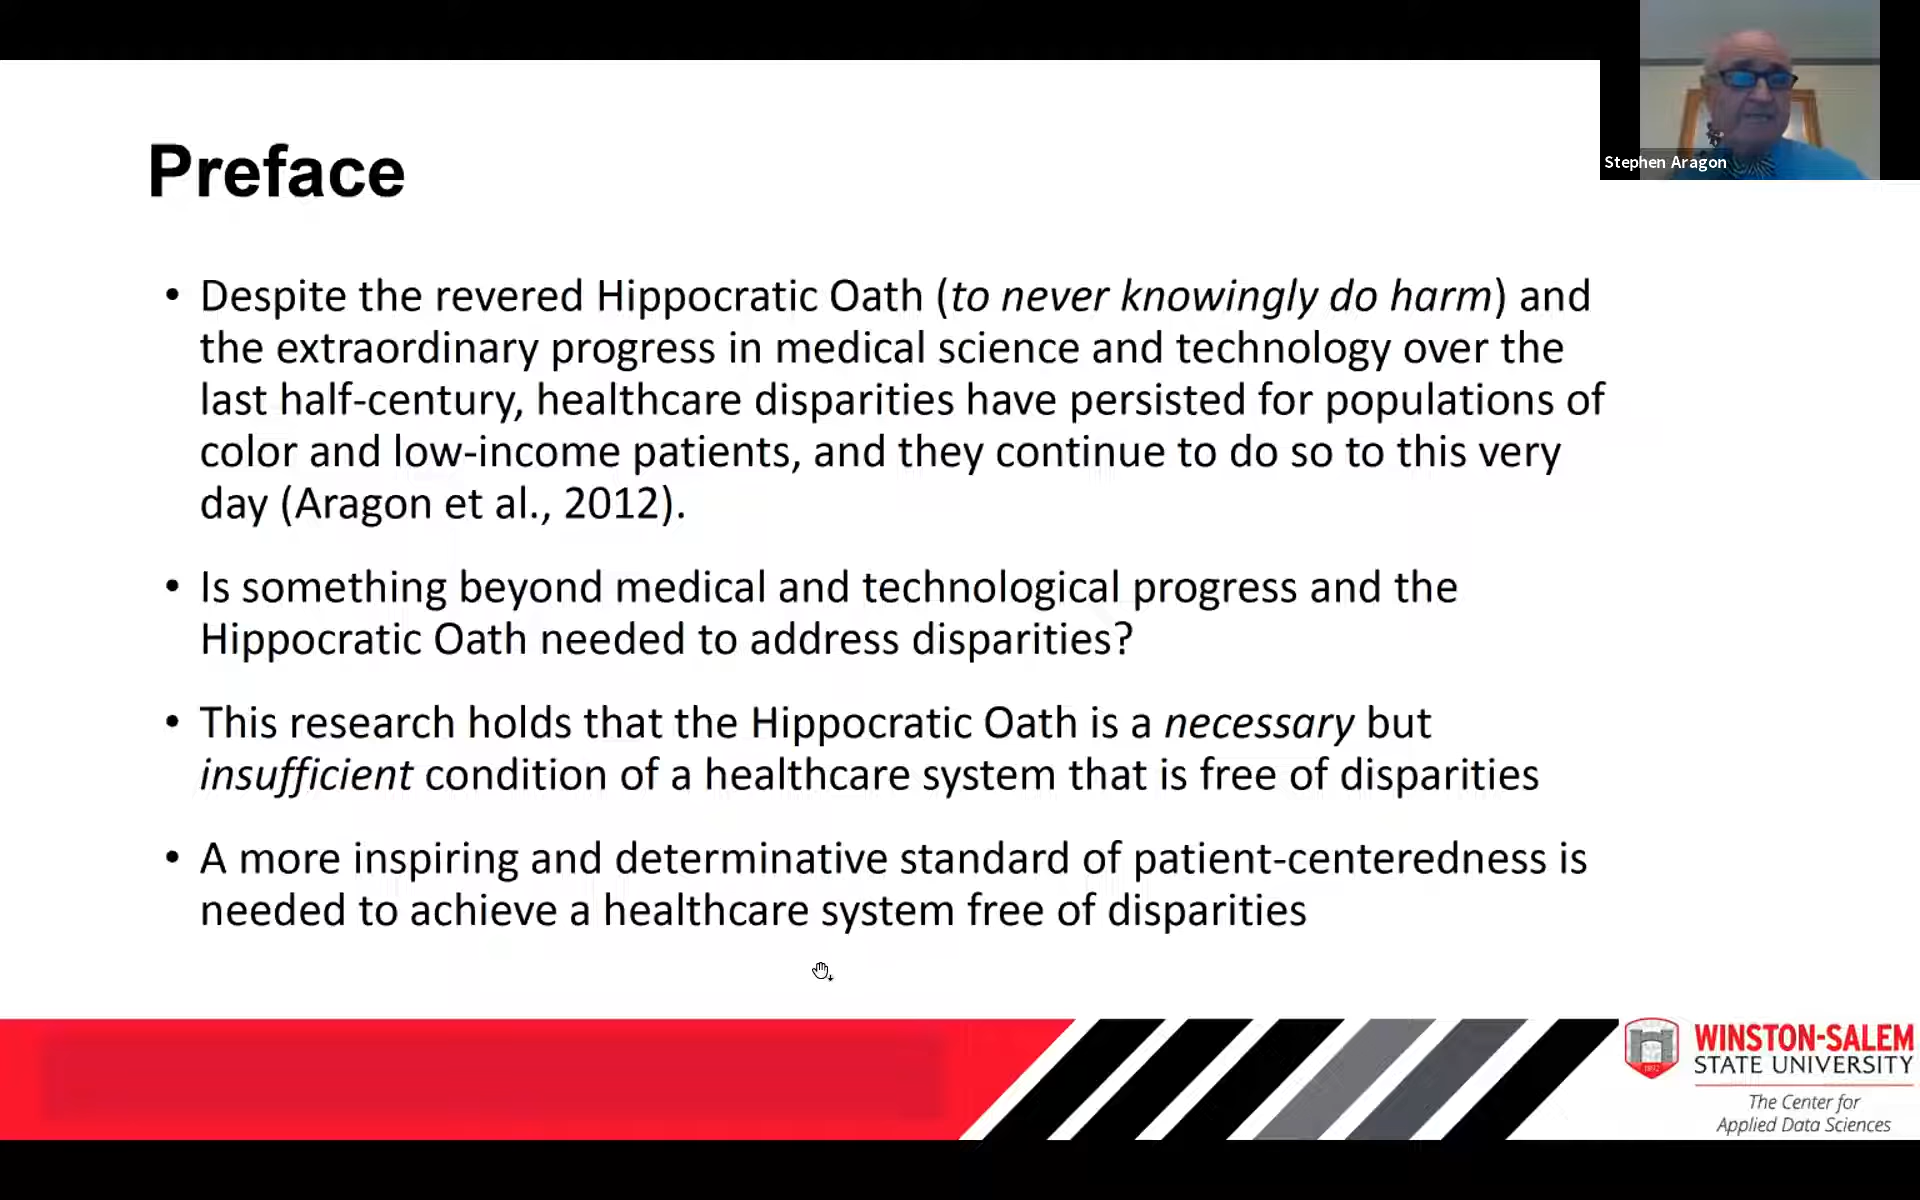 Stephen Aragon
Preface
• Despite the revered Hippocratic Oath (to never knowingly do harm) and
the extraordinary progress in medical science and technology over the
last half-century, healthcare disparities have persisted for populations of
color and low-income patients, and they continue to do so to this very
day (Aragon et al., 2012).
• Is something beyond medical and technological progress and the
Hippocratic Oath needed to address disparities?
• This research holds that the Hippocratic Oath is a necessary but
insufficient condition of a healthcare system that is free of disparities
• A more inspiring and determinative standard of patient-centeredness is
needed to achieve a healthcare system free of disparities
WINSTON-SALEM
STATE UNIVERSITY
1892
The Center for
Applied Data Sciences